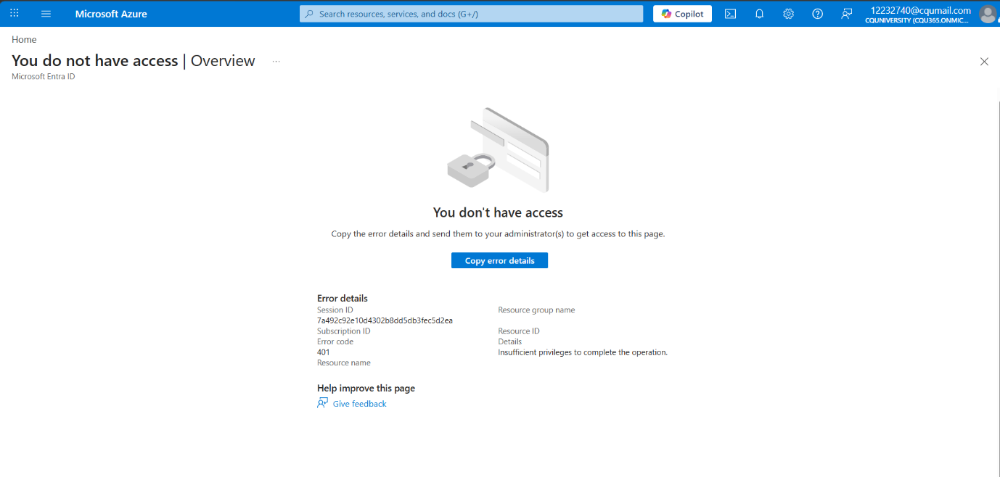 Microsoft Azure
Search resources, services, and docs (G+/)
Copilot
12232740@cqumail.com
CQUNIVERSITY (CQU365.ONMIC...
Home
You do not have access | Overview
...
Microsoft Entra ID
You don't have access
Copy the error details and send them to your administrator(s) to get access to this page.
Copy error details
Error details
Session ID
7a492c92e10d4302b8dd5db3fec5d2ea
Subscription ID
Error code
401
Resource name
Resource group name
Resource ID
Details
Insufficient privileges to complete the operation.
Help improve this page
Give feedback